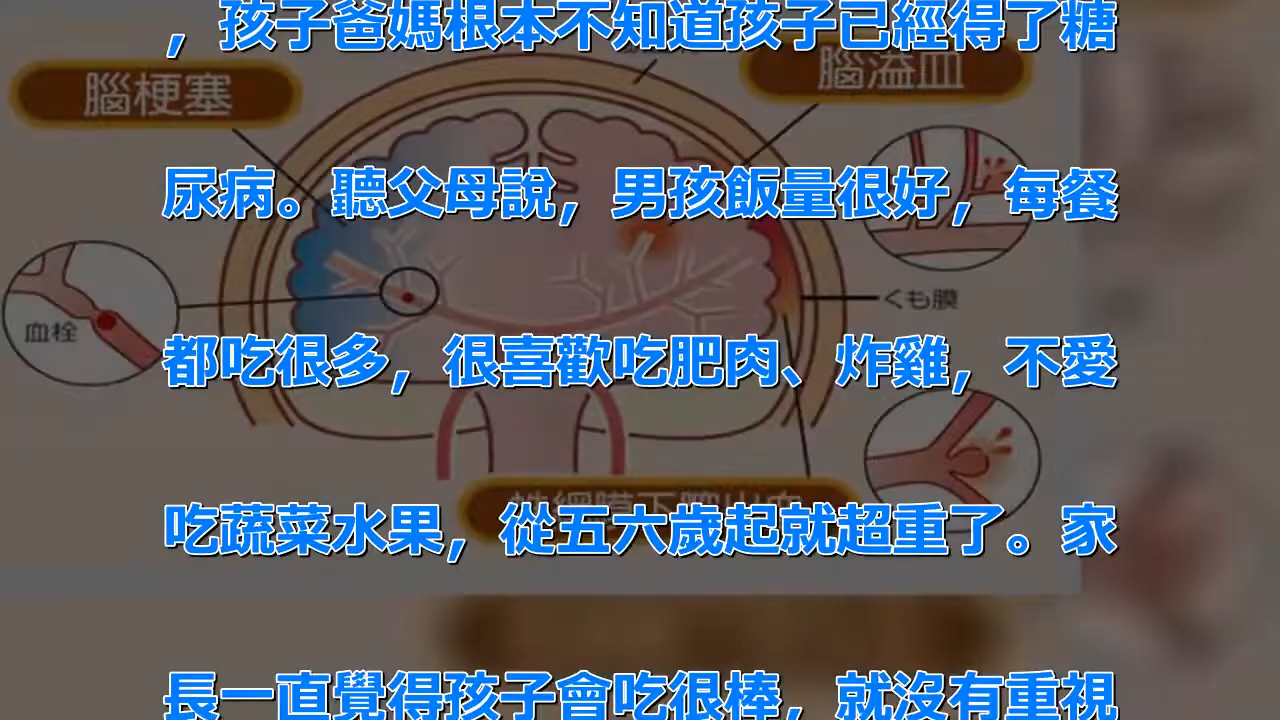 ，孩子爸媽根本不知道孩子已經得了糖
腦梗塞
腦溢血
尿病。聽父母說，男孩飯量很好，每餐
くも膜
血栓
都吃很多，很喜歡吃肥肉、炸雞，不愛
吃蔬菜水果，從五六歲起就超重了。家
長一直覺得孩子會吃很棒，就沒有重視